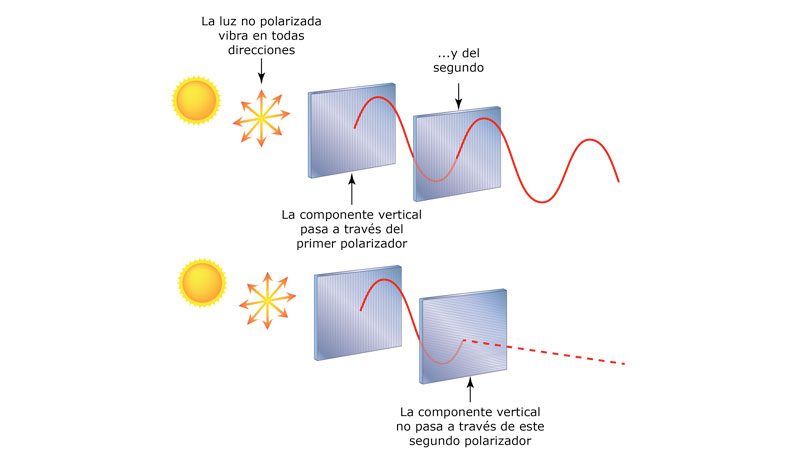 La luz no polarizada
vibra en todas
direcciones
...y del
segundo
La componente vertical
pasa a través del
primer polarizador
La componente vertical
no pasa a través de este
segundo polarizador